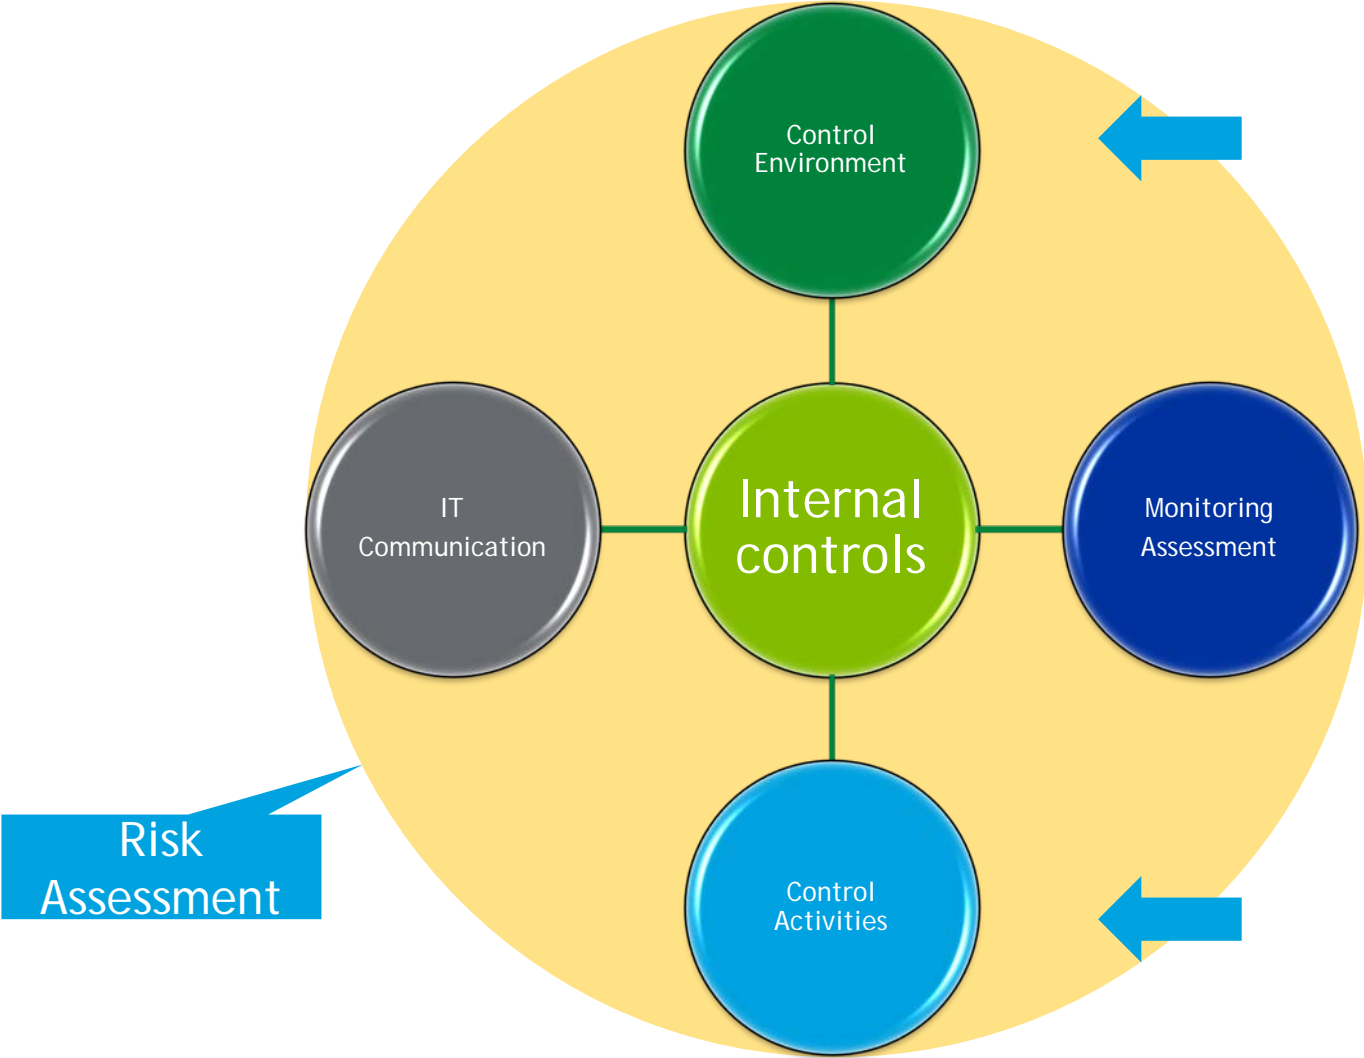 Control
Environment
IT
Communication
Internal
controls
Monitoring
Assessment
Risk
Assessment
Control
Activities